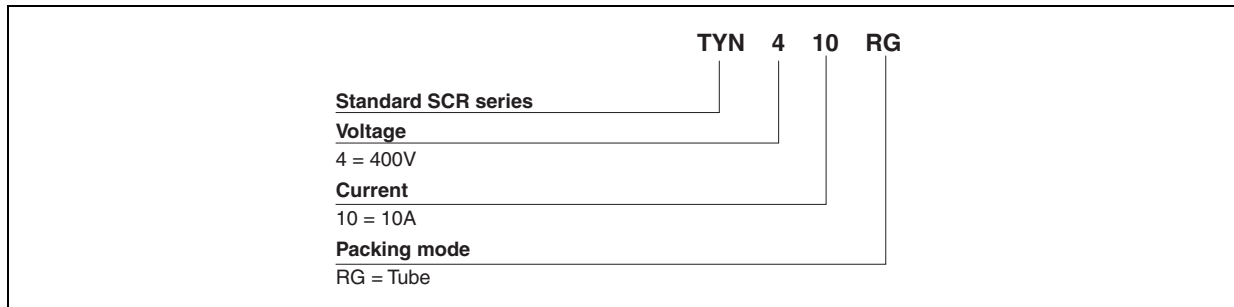 TYN 4 10 RG
Standard SCR series
Voltage
4 = 400V
Current
10 = 10A
Packing mode
RG = Tube